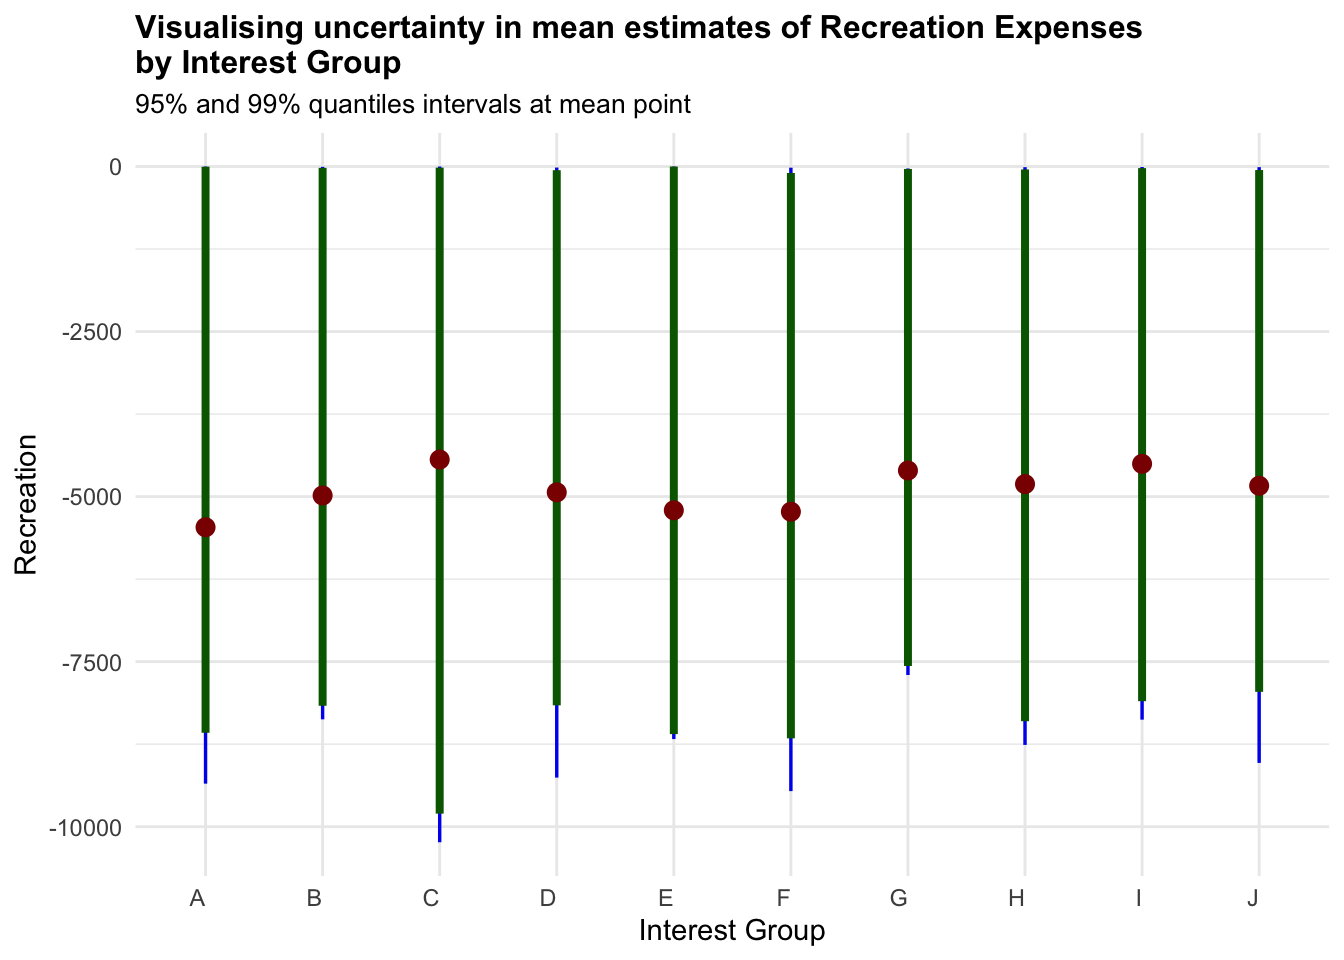 Visualising uncertainty in mean estimates of Recreation Expenses
by Interest Group
95% and 99% quantiles intervals at mean point
0
-2500
-5000
-7500
-10000
Recreation
A B C D E F G H I J
Interest Group